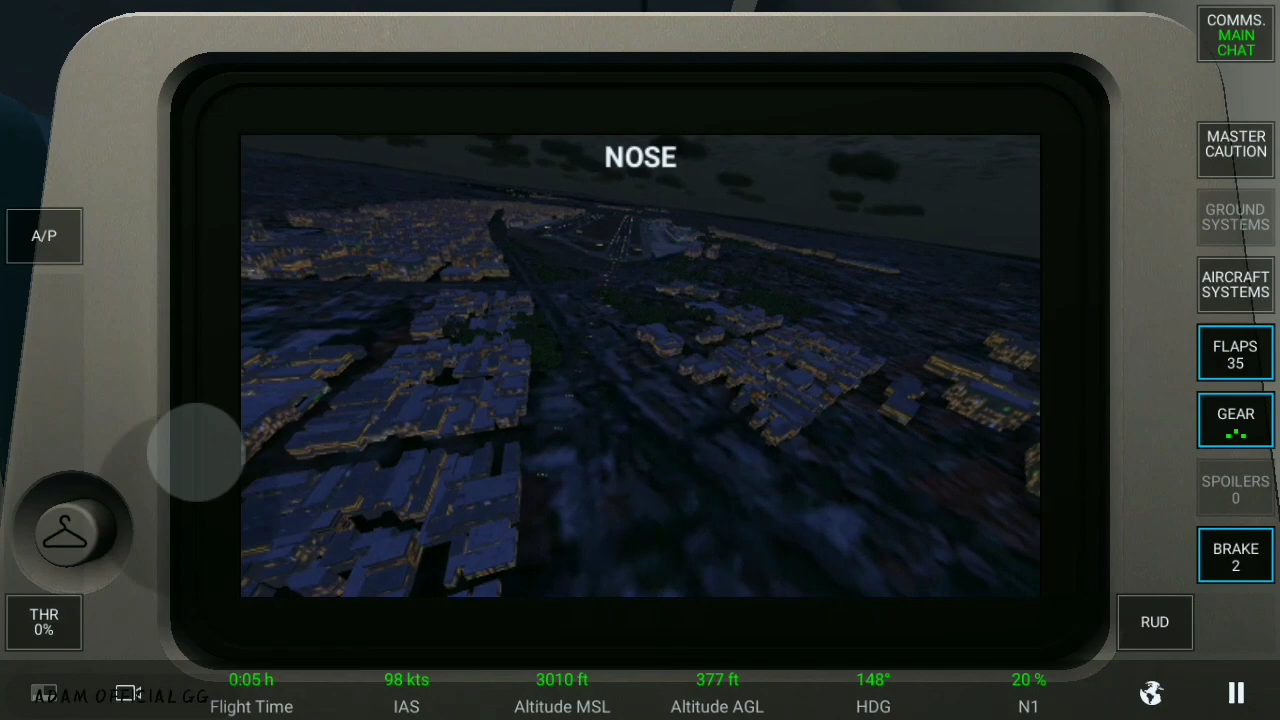 COMMS.
MAIN
CHAT
NOSE
MASTER
CAUTION
GROUND
SYSTEMS
A/P
AIRCRAFT
SYSTEMS
FLAPS
35
GEAR
SPOILERS
0
BRAKE
2
THR
0%
RUD
ADAM OFFICIAL GG
0:05 h
98 kts
3010 ft
377 ft
148°
20 %
Flight Time
IAS
Altitude MSL
Altitude AGL
HDG
N1